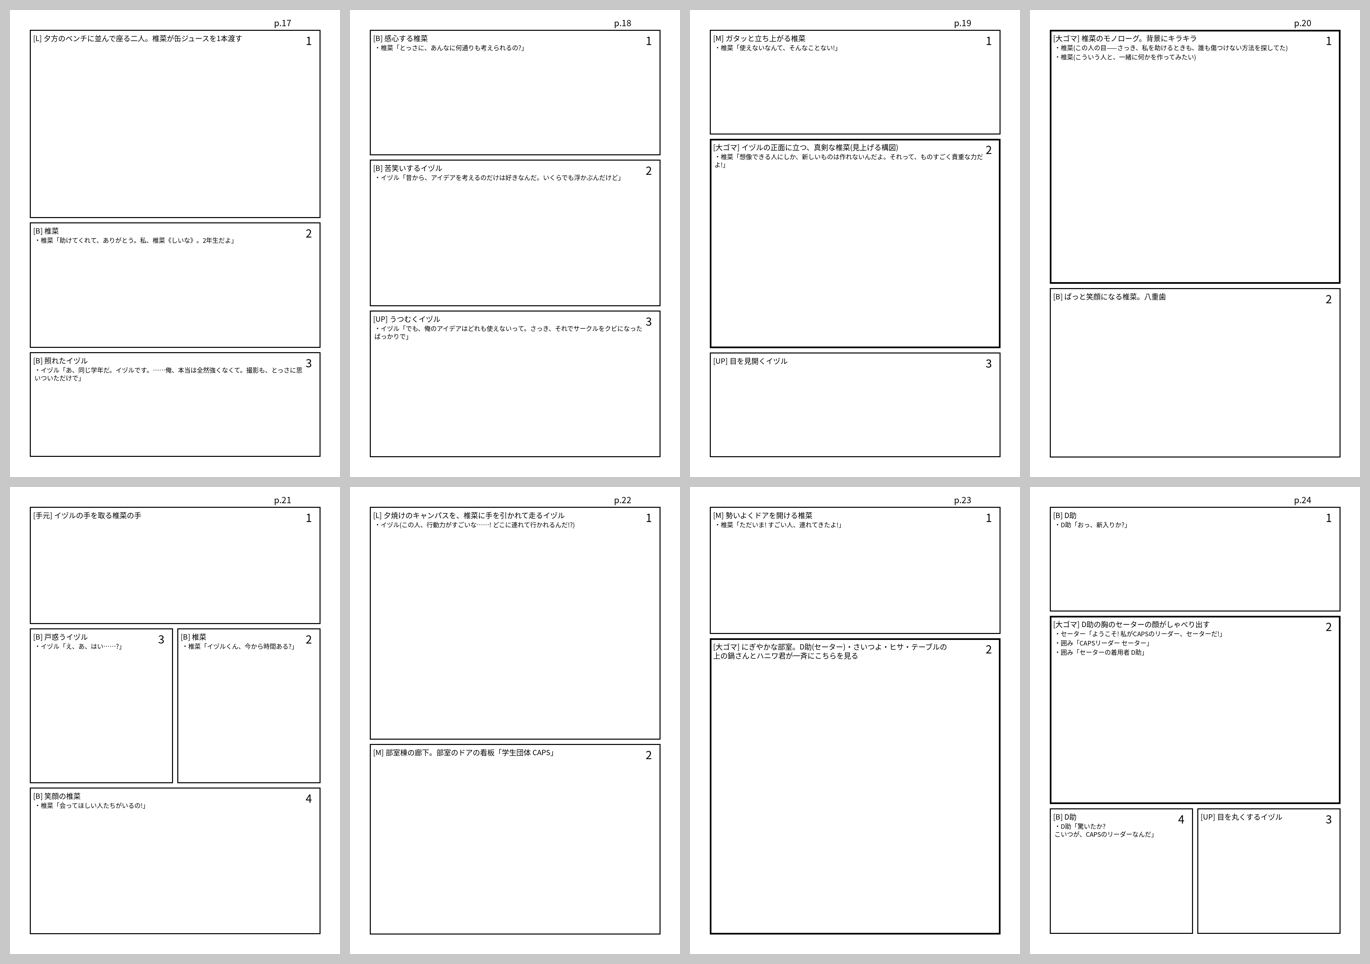 p.17
[L] 夕方のベンチに並んで座る二人。椎菜が缶ジュースを1本渡す
1
[B] 椎菜
2
・椎菜「助けてくれて、ありがとう。私、椎菜《しいな》。2年生だよ」
[B] 照れたイヅル
3
・イヅル「あ、同じ学年だ。イヅルです。……俺、本当は全然強くなくて。撮影も、とっさに思
いついただけで」
p.18
[B] 感心する椎菜
1
・椎菜「とっさに、あんなに何通りも考えられるの?」
[B] 苦笑いするイヅル
2
・イヅル「昔から、アイデアを考えるのだけは好きなんだ。いくらでも浮かぶんだけど」
[UP] うつむくイヅル
3
・イヅル「でも、俺のアイデアはどれも使えないって。さっき、それでサークルをクビになった
ばっかりで」
p.19
[M] ガタッと立ち上がる椎菜
1
・椎菜「使えないなんて、そんなことない!」
[大ゴマ] イヅルの正面に立つ、真剣な椎菜(見上げる構図)
2
・椎菜「想像できる人にしか、新しいものは作れないんだよ。それって、ものすごく貴重な力だ
よ!」
[UP] 目を見開くイヅル
3
p.20
[大ゴマ] 椎菜のモノローグ。背景にキラキラ
1
・椎菜(この人の目——さっき、私を助けるときも、誰も傷つけない方法を探してた)
・椎菜(こういう人と、一緒に何かを作ってみたい)
[B] ぱっと笑顔になる椎菜。八重歯
2
p.21
[手元] イヅルの手を取る椎菜の手
1
[B] 椎菜
2
・椎菜「イヅルくん、今から時間ある?」
[B] 戸惑うイヅル
3
・イヅル「え、あ、はい……?」
[B] 笑顔の椎菜
4
・椎菜「会ってほしい人たちがいるの!」
p.22
[L] 夕焼けのキャンパスを、椎菜に手を引かれて走るイヅル
1
・イヅル(この人、行動力がすごいな……! どこに連れて行かれるんだ!?)
[M] 部室棟の廊下。部室のドアの看板「学生団体 CAPS」
2
p.23
[M] 勢いよくドアを開ける椎菜
1
・椎菜「ただいま! すごい人、連れてきたよ!」
[大ゴマ] にぎやかな部室。D助(セーター)・さいつよ・ヒサ・テーブルの
上の鍋さんとハニワ君が一斉にこちらを見る
2
p.24
[B] D助
1
・D助「おっ、新入りか?」
[大ゴマ] D助の胸のセーターの顔がしゃべり出す
2
・セーター「ようこそ! 私がCAPSのリーダー、セーターだ!」
・囲み「CAPSリーダー セーター」
・囲み「セーターの着用者 D助」
[UP] 目を丸くするイヅル
3
[B] D助
4
・D助「驚いたか?
こいつが、CAPSのリーダーなんだ」